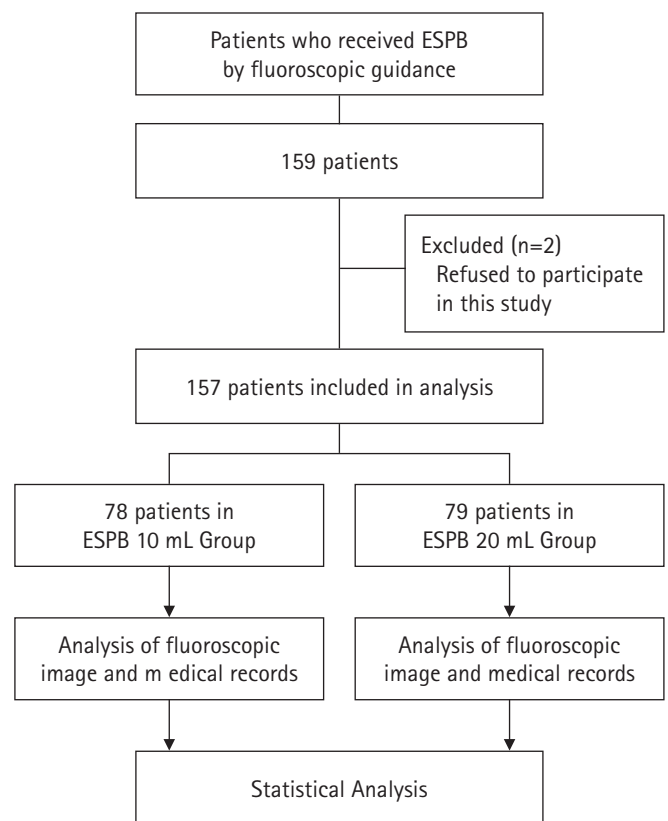 Patients who received ESPB
by fluoroscopic guidance
159 patients
Excluded (n=2)
Refused to participate
in this study
157 patients included in analysis
78 patients in
ESPB 10 mL Group
79 patients in
ESPB 20 mL Group
Analysis of fluoroscopic
image and m edical records
Analysis of fluoroscopic
image and medical records
Statistical Analysis